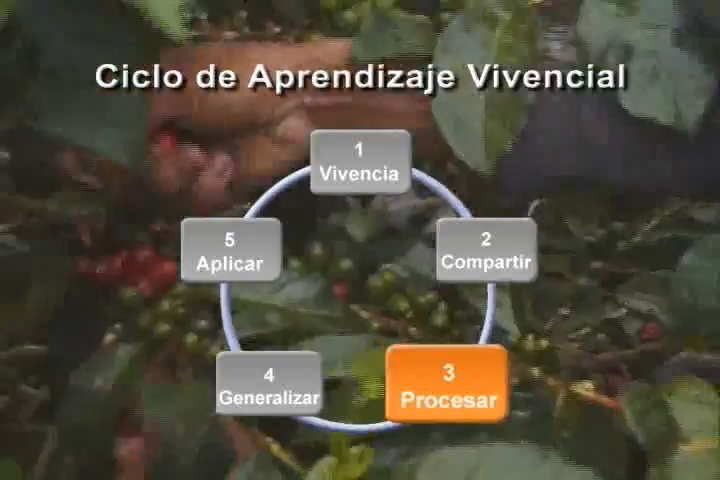 Ciclo de Aprendizaje Vivencial
1
Vivencia
2
Compartir
3
Procesar
4
Generalizar
5
Aplicar